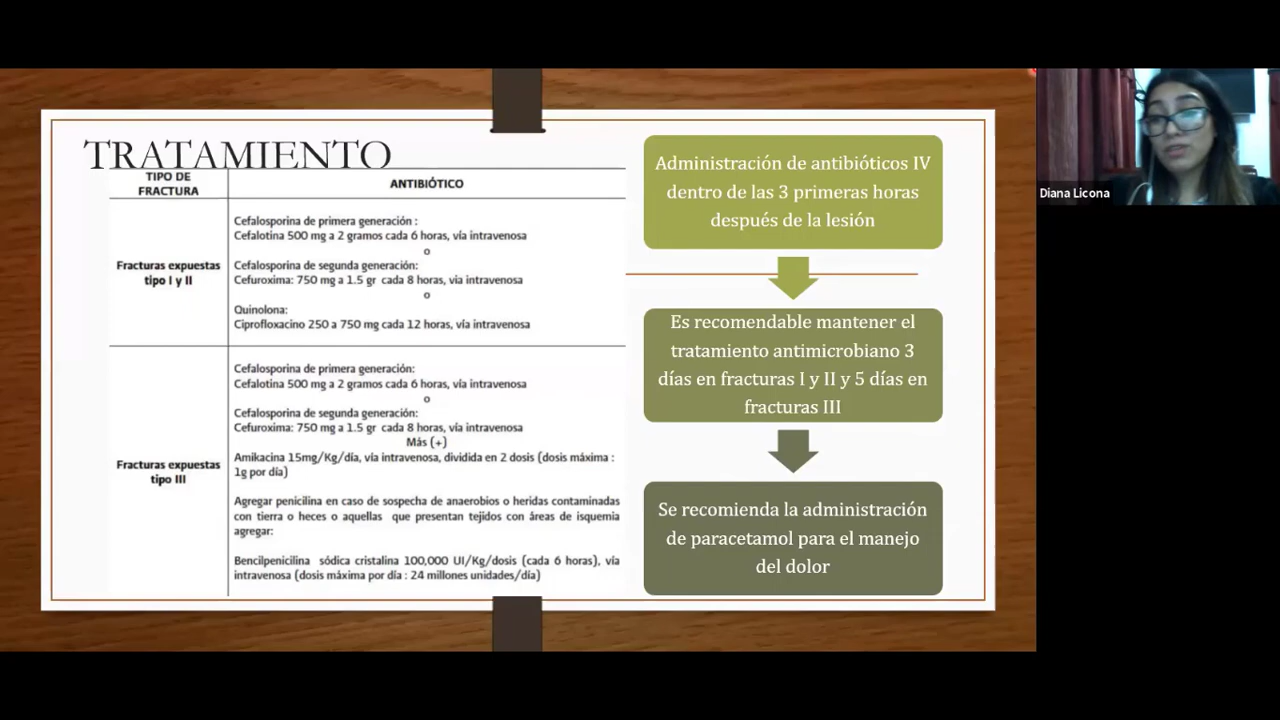 TRATAMIENTO
TIPO DE
FRACTURA
ANTIBIÓTICO
Fracturas expuestas
tipo I y II
Cefalosporina de primera generación :
Cefalotina 500 mg a 2 gramos cada 6 horas, vía intravenosa
o
Cefalosporina de segunda generación:
Cefuroxima: 750 mg a 1.5 gr cada 8 horas, via intravenosa
o
Quinolona:
Ciprofloxacino 250 a 750 mg cada 12 horas, vía intravenosa
Fracturas expuestas
tipo III
Cefalosporina de primera generación:
Cefalotina 500 mg a 2 gramos cada 6 horas, vía intravenosa
o
Cefalosporina de segunda generación:
Cefuroxima: 750 mg a 1.5 gr cada 8 horas, vía intravenosa
Más (+)
Amikacina 15mg/Kg/día, vía intravenosa, dividida en 2 dosis (dosis máxima :
1g por día)
Agregar penicilina en caso de sospecha de anaerobios o heridas contaminadas
con tierra o heces o aquellas que presentan tejidos con áreas de isquemia
agregar:
Bencilpenicilina sódica cristalina 100,000 UI/Kg/dosis (cada 6 horas), vía
intravenosa (dosis máxima por día : 24 millones unidades/día)
Administración de antibióticos IV
dentro de las 3 primeras horas
después de la lesión
Es recomendable mantener el
tratamiento antimicrobiano 3
días en fracturas I y II y 5 días en
fracturas III
Se recomienda la administración
de paracetamol para el manejo
del dolor
Diana Licona